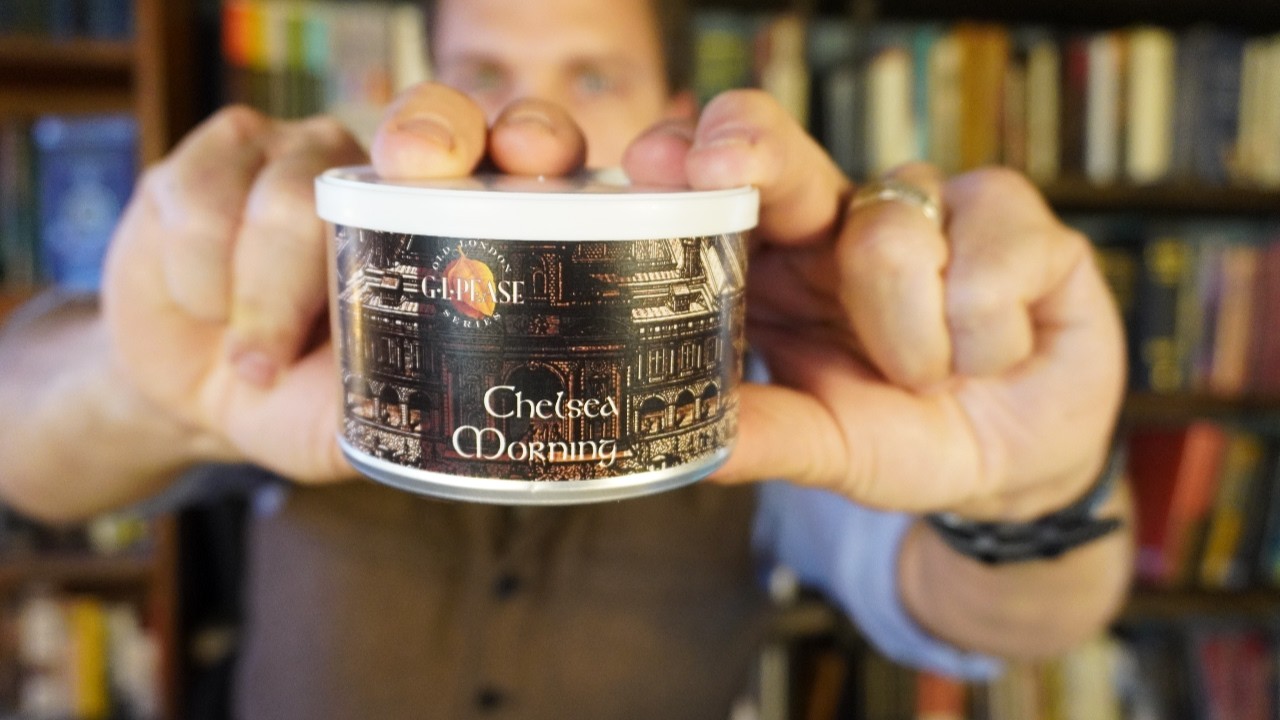 OLD LONDON
G·L·PEASE
SERIES
Chelsea
Morning